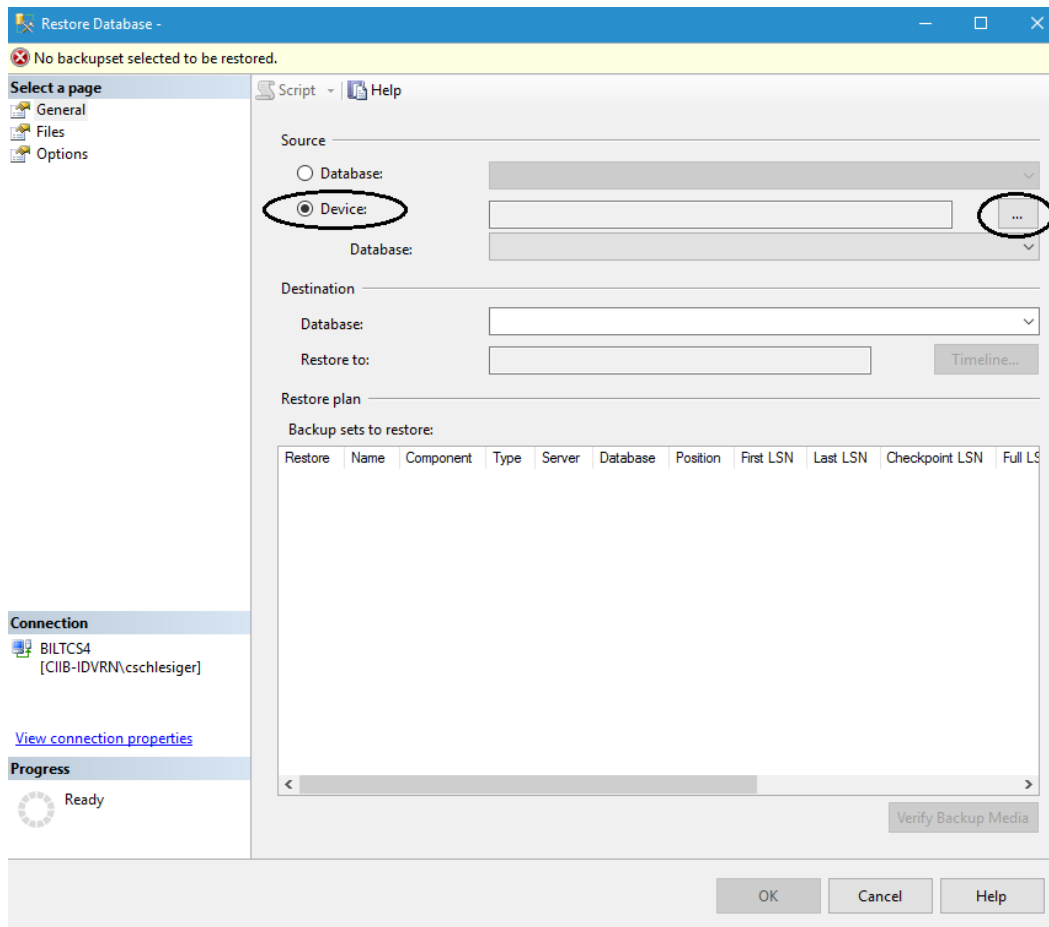 Restore Database -
No backupset selected to be restored.
Select a page
General
Files
Options
Script
Help
Source
Database:
Device:
...
Database:
Destination
Database:
Restore to:
Timeline...
Restore plan
Backup sets to restore:
Restore Name Component Type Server Database Position First LSN Last LSN Checkpoint LSN Full LS
Connection
BILTCS4
[CIIB-IDVRN\cschlesiger]
View connection properties
Progress
Ready
Verify Backup Media
OK Cancel Help